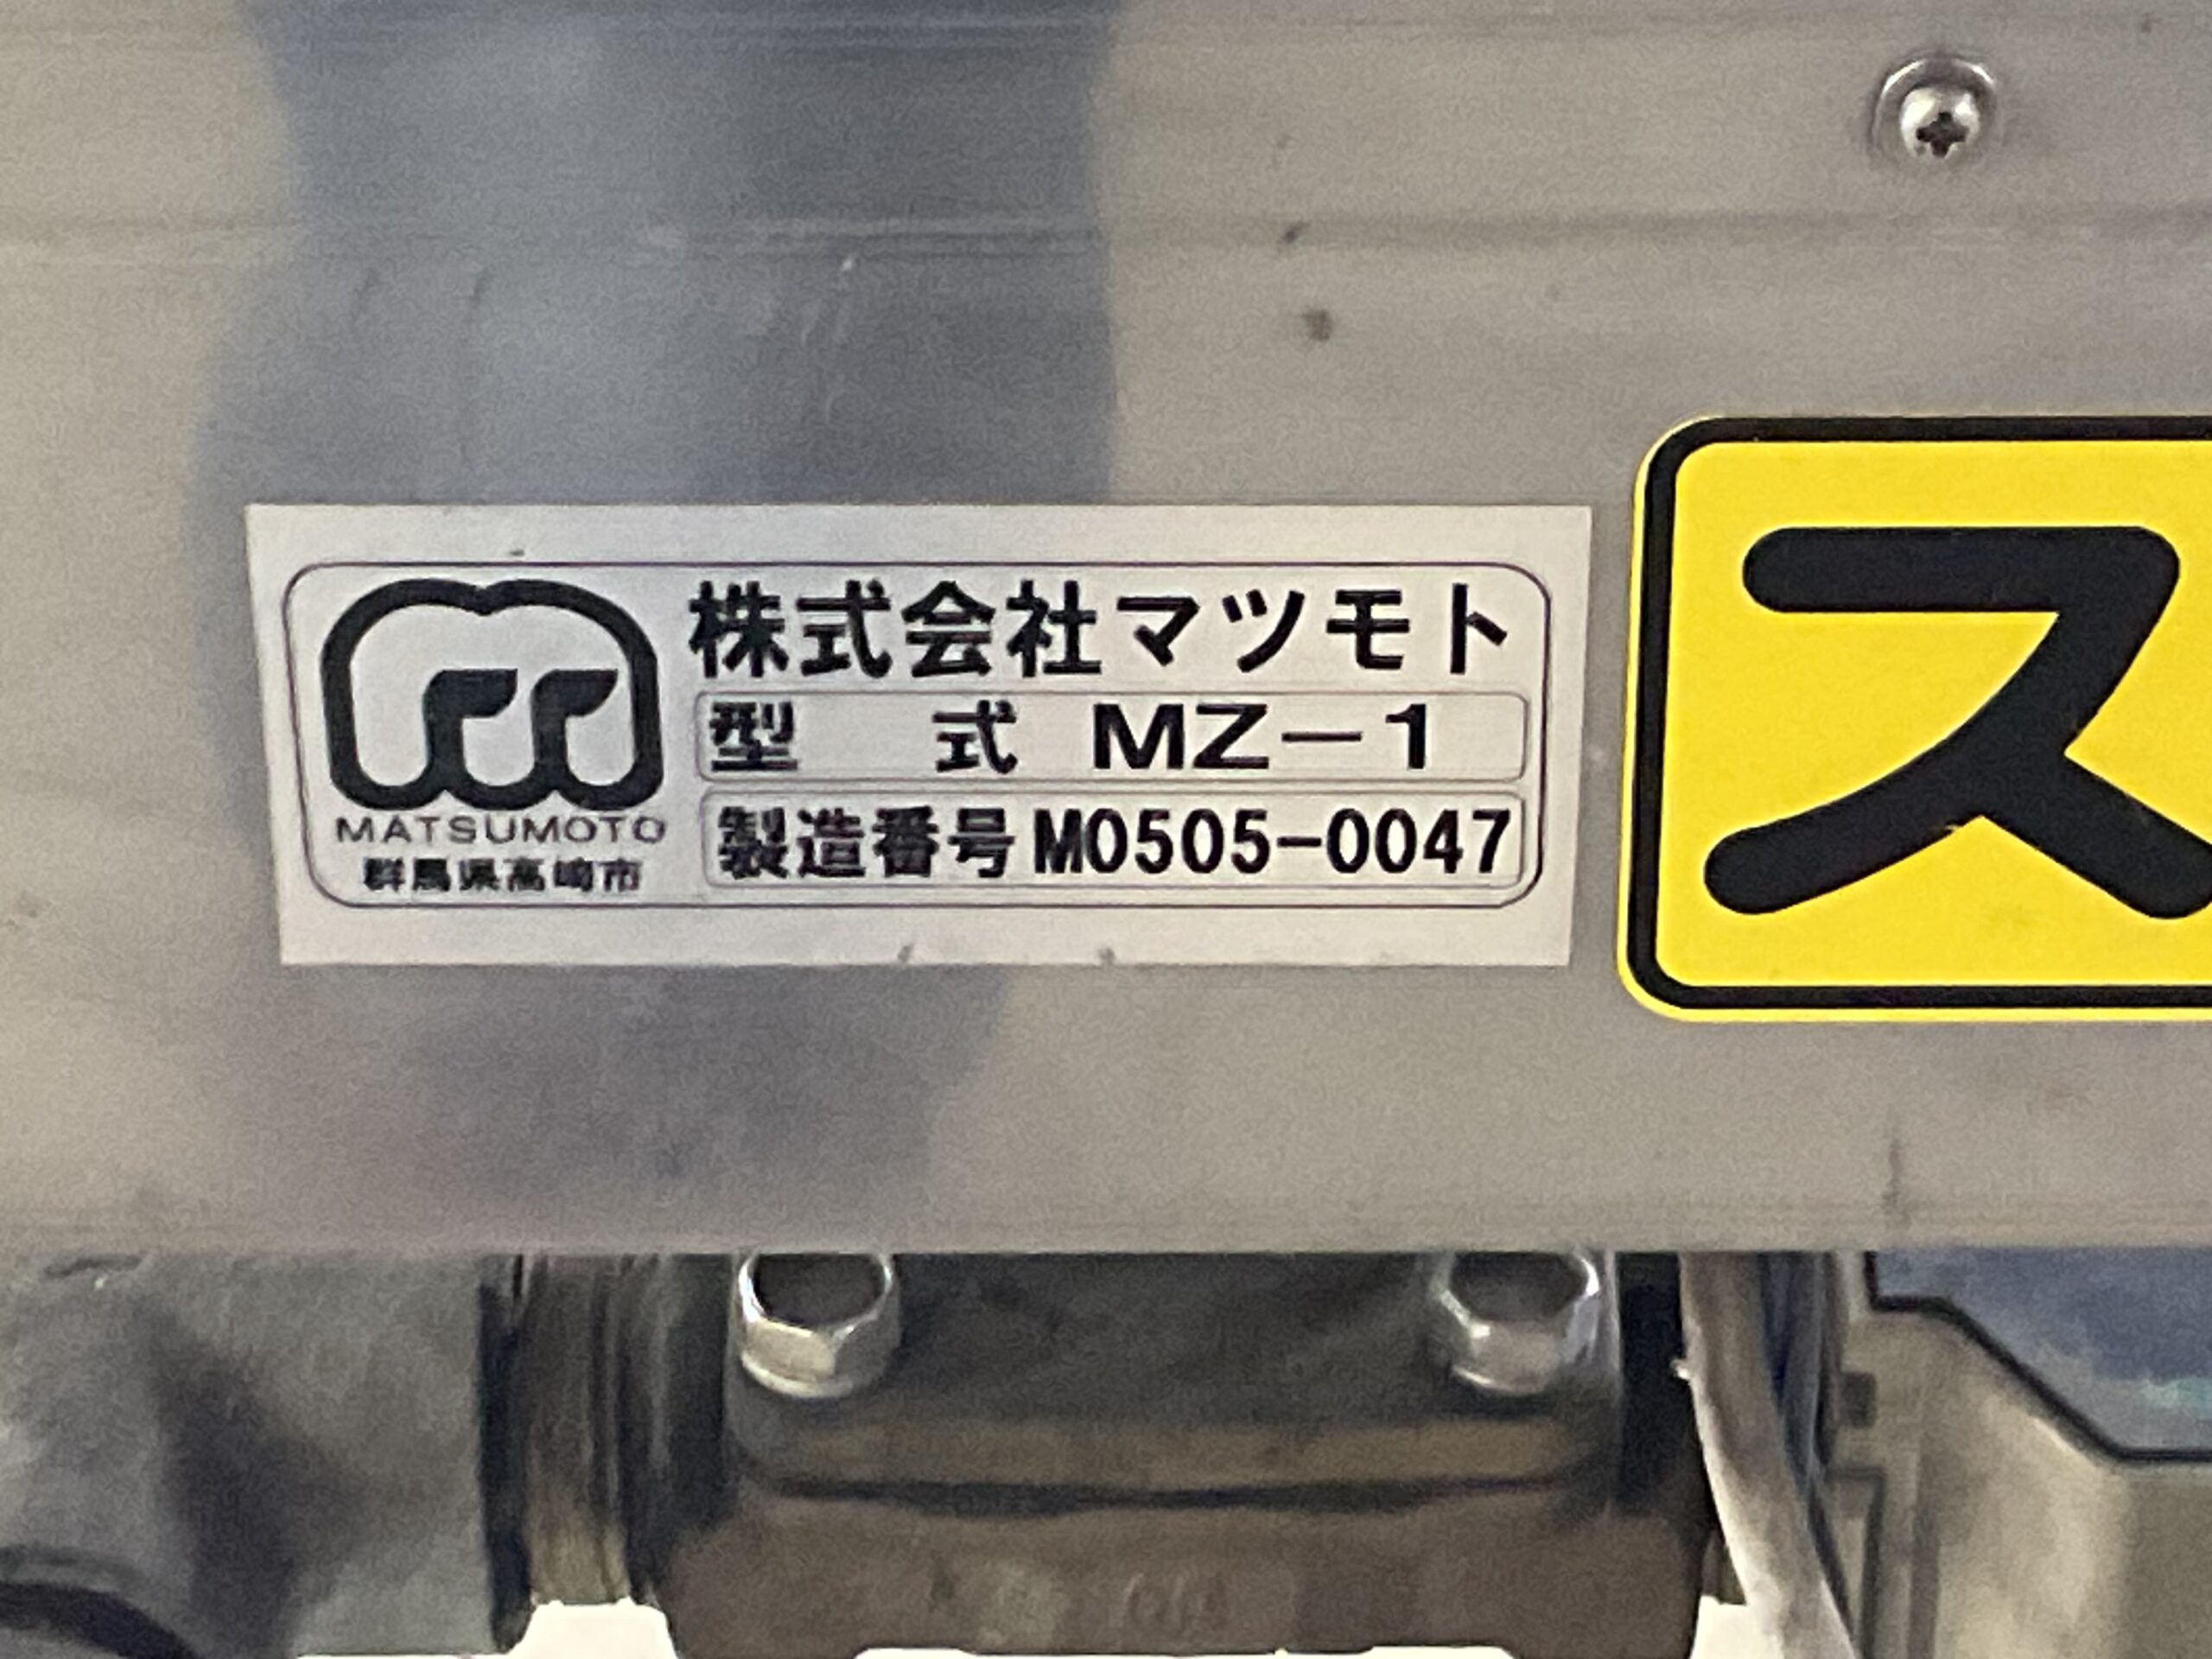 株式会社マツモト
型 式 MZ-1
製造番号 M0505-0047
MATSUMOTO
群馬県高崎市
ス